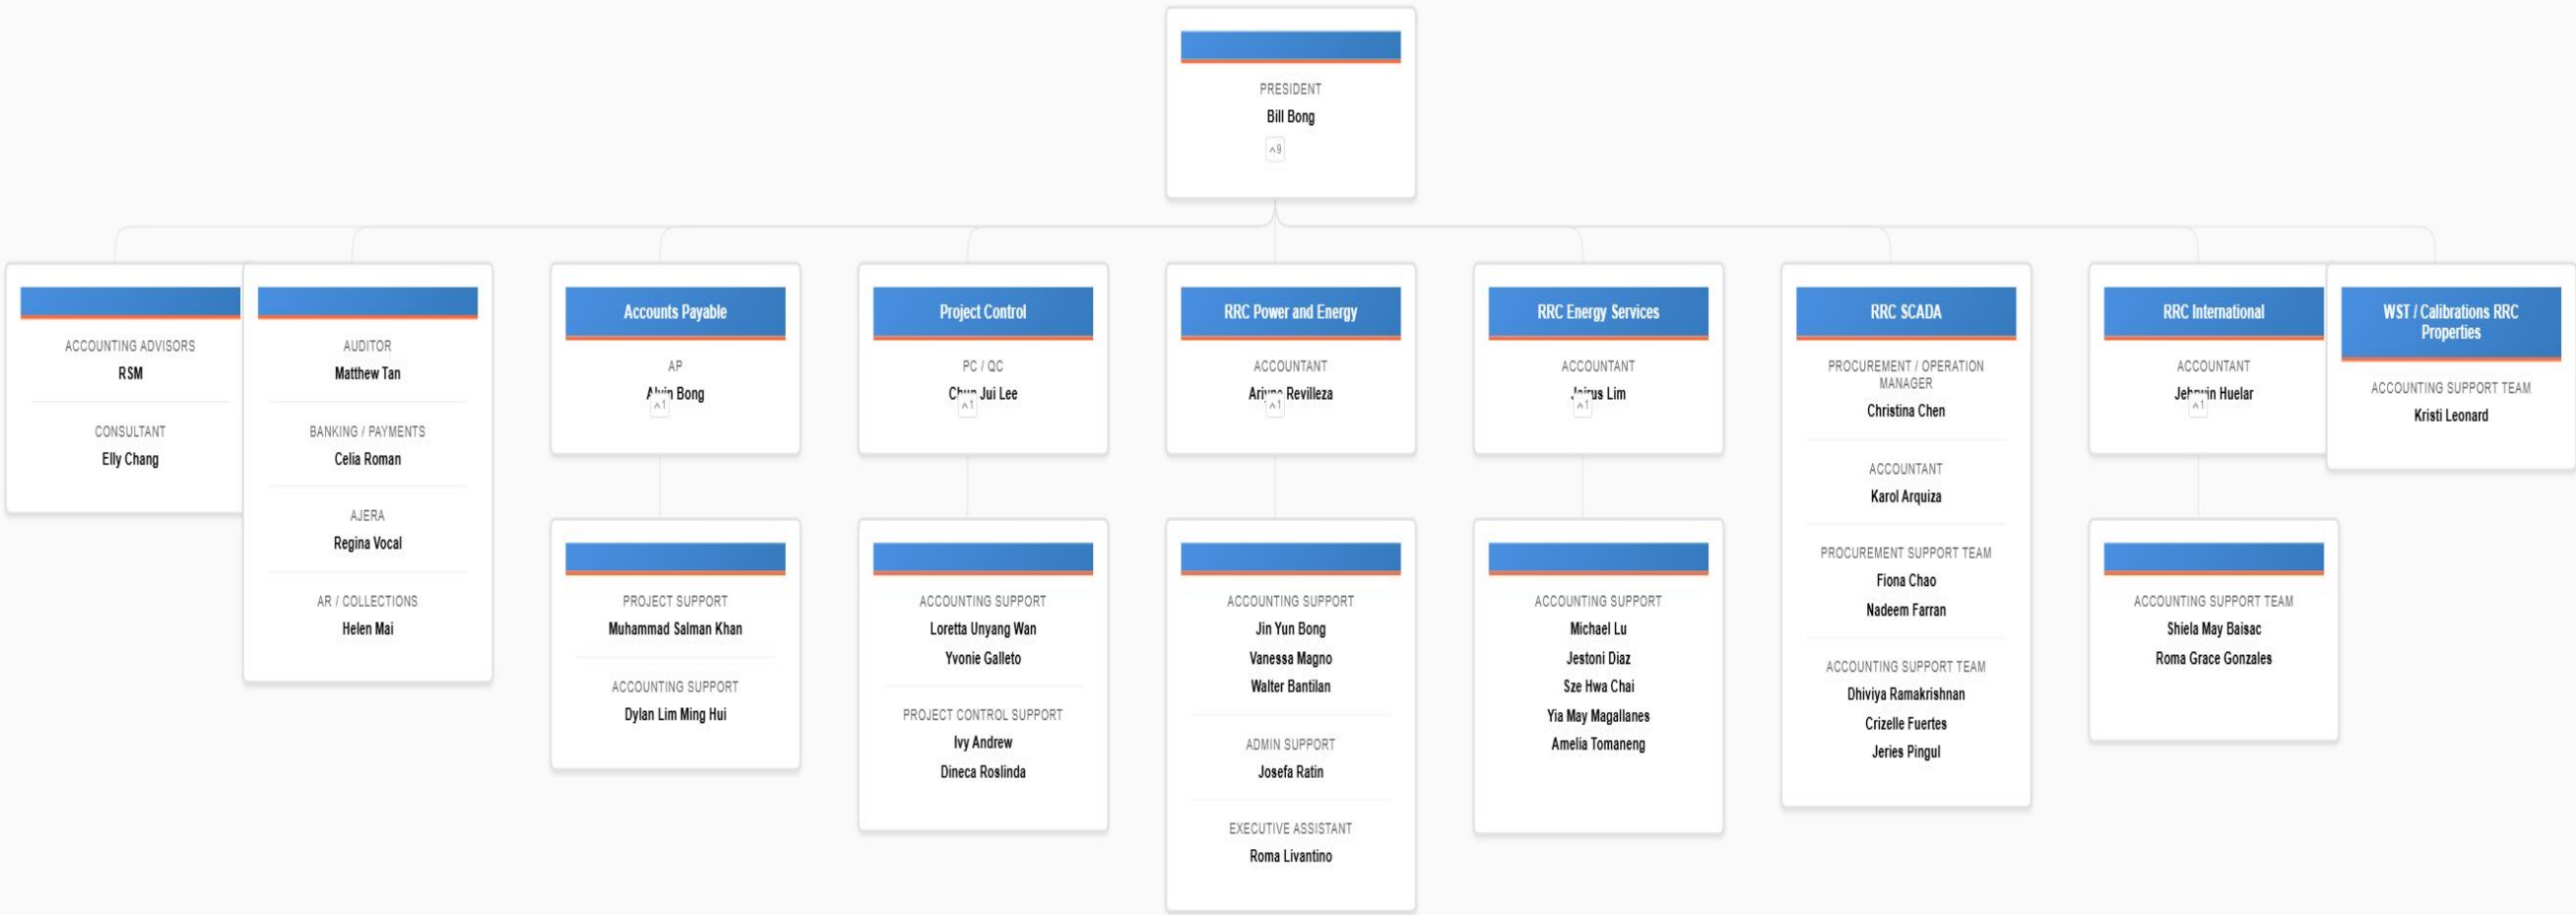 PRESIDENT
Bill Bong
^9
ACCOUNTING ADVISORS
RSM
CONSULTANT
Elly Chang
AUDITOR
Matthew Tan
BANKING / PAYMENTS
Celia Roman
AJERA
Regina Vocal
AR / COLLECTIONS
Helen Mai
Accounts Payable
AP
Alvin Bong
^1
PROJECT SUPPORT
Muhammad Salman Khan
ACCOUNTING SUPPORT
Dylan Lim Ming Hui
Project Control
PC / QC
Jui Lee
^1
ACCOUNTING SUPPORT
Loretta Unyang Wan
Yvonie Galleto
PROJECT CONTROL SUPPORT
Ivy Andrew
Dineca Roslinda
RRC Power and Energy
ACCOUNTANT
Revilleza
^1
ACCOUNTING SUPPORT
Jin Yun Bong
Vanessa Magno
Walter Bantilan
ADMIN SUPPORT
Josefa Ratin
EXECUTIVE ASSISTANT
Roma Livantino
RRC Energy Services
ACCOUNTANT
Lim
^1
ACCOUNTING SUPPORT
Michael Lu
Jestoni Diaz
Sze Hwa Chai
Yia May Magallanes
Amelia Tomaneng
RRC SCADA
PROCUREMENT / OPERATION
MANAGER
Christina Chen
ACCOUNTANT
Karol Arquiza
PROCUREMENT SUPPORT TEAM
Fiona Chao
Nadeem Farran
ACCOUNTING SUPPORT TEAM
Dhiviya Ramakrishnan
Crizelle Fuertes
Jeries Pingul
RRC International
ACCOUNTANT
Huelar
^1
ACCOUNTING SUPPORT TEAM
Shiela May Baisac
Roma Grace Gonzales
WST / Calibrations RRC
Properties
ACCOUNTING SUPPORT TEAM
Kristi Leonard